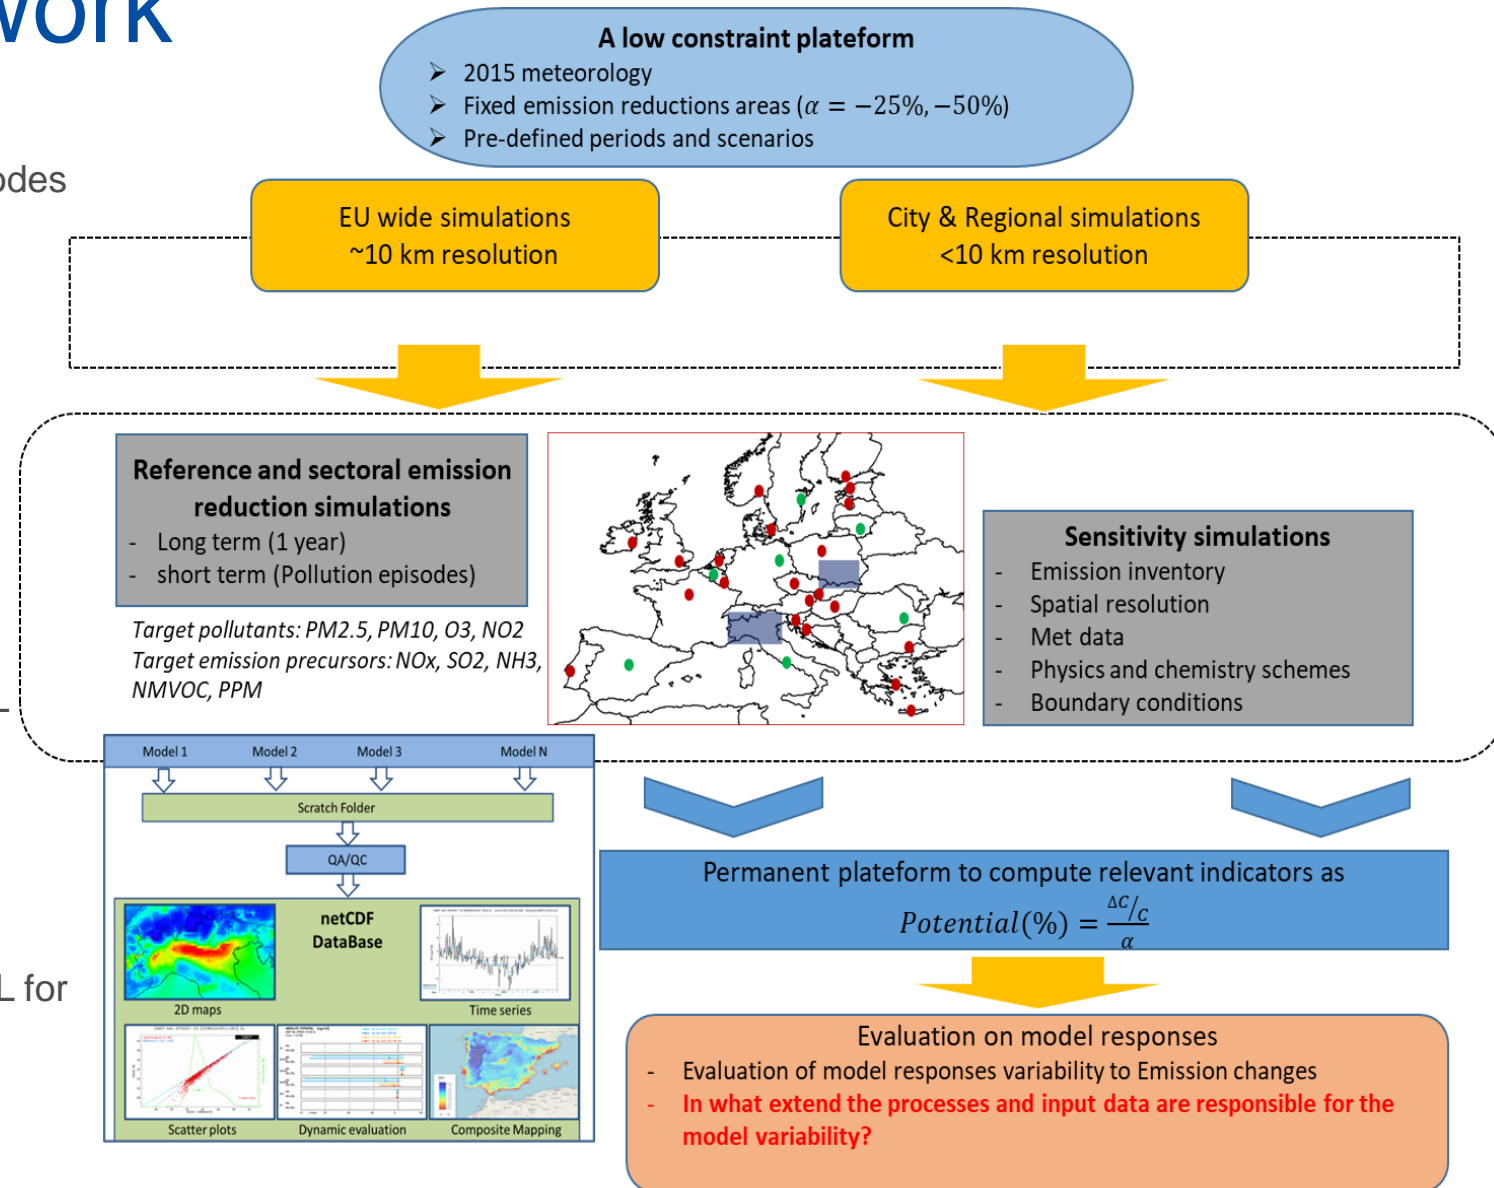 work
A low constraint plateform
➢ 2015 meteorology
➢ Fixed emission reductions areas (α = −25%, −50%)
➢ Pre-defined periods and scenarios
odes
EU wide simulations
~10 km resolution
City & Regional simulations
<10 km resolution
Reference and sectoral emission
reduction simulations
- Long term (1 year)
- short term (Pollution episodes)
Target pollutants: PM2.5, PM10, O3, NO2
Target emission precursors: NOx, SO2, NH3,
NMVOC, PPM
Sensitivity simulations
- Emission inventory
- Spatial resolution
- Met data
- Physics and chemistry schemes
- Boundary conditions
Model 1 Model 2 Model 3 Model N
Scratch Folder
QA/QC
netCDF
DataBase
2D maps
Time series
Scatter plots
Dynamic evaluation
Composite Mapping
L for
Permanent plateform to compute relevant indicators as
Potential(%) = (ΔC/C)/α
Evaluation on model responses
- Evaluation of model responses variability to Emission changes
- In what extend the processes and input data are responsible for the
model variability?